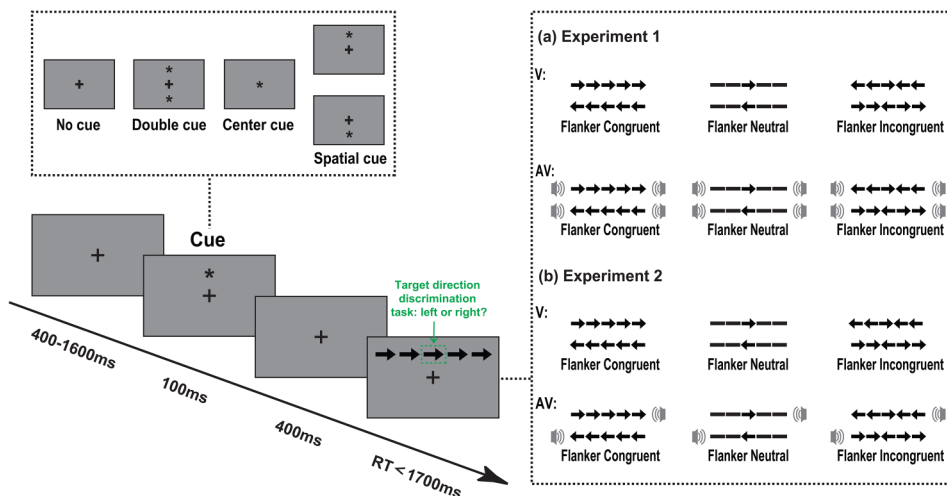 No cue
Double cue
Center cue
Spatial cue
Cue
Target direction
discrimination
task: left or right?
400-1600ms
100ms
400ms
RT<1700ms
(a) Experiment 1
V:
Flanker Congruent
Flanker Neutral
Flanker Incongruent
AV:
Flanker Congruent
Flanker Neutral
Flanker Incongruent
(b) Experiment 2
V:
Flanker Congruent
Flanker Neutral
Flanker Incongruent
AV:
Flanker Congruent
Flanker Neutral
Flanker Incongruent